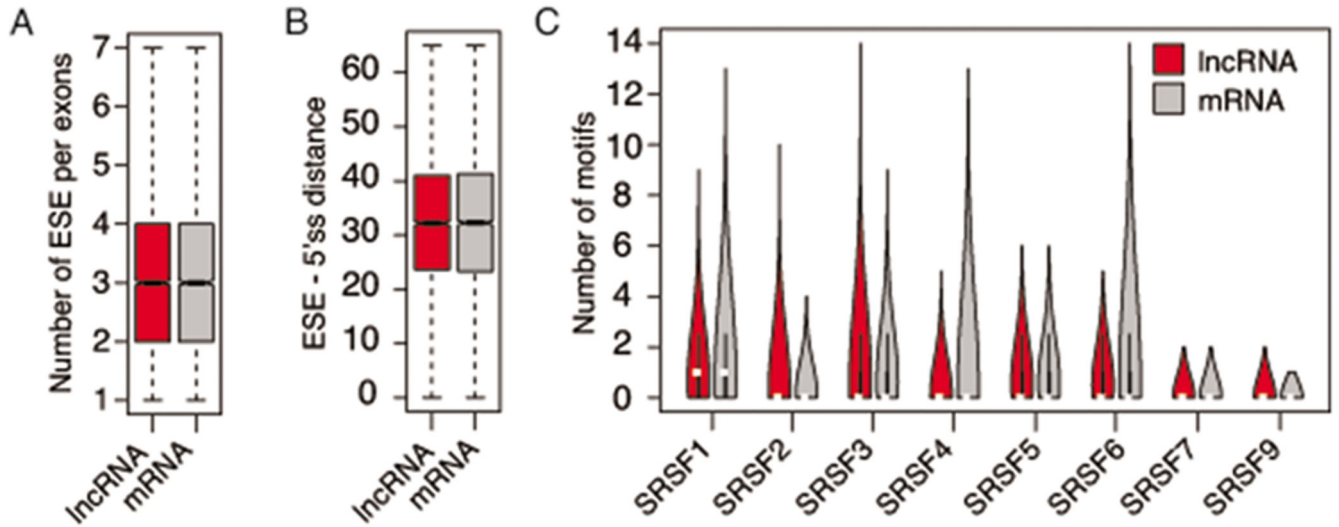 A
Number of ESE per exons
7
6
5
4
3
2
1
lncRNA
mRNA
B
ESE - 5'ss distance
60
50
40
30
20
10
0
lncRNA
mRNA
C
Number of motifs
14
12
10
8
6
4
2
0
lncRNA
mRNA
SRSF1
SRSF2
SRSF3
SRSF4
SRSF5
SRSF6
SRSF7
SRSF9